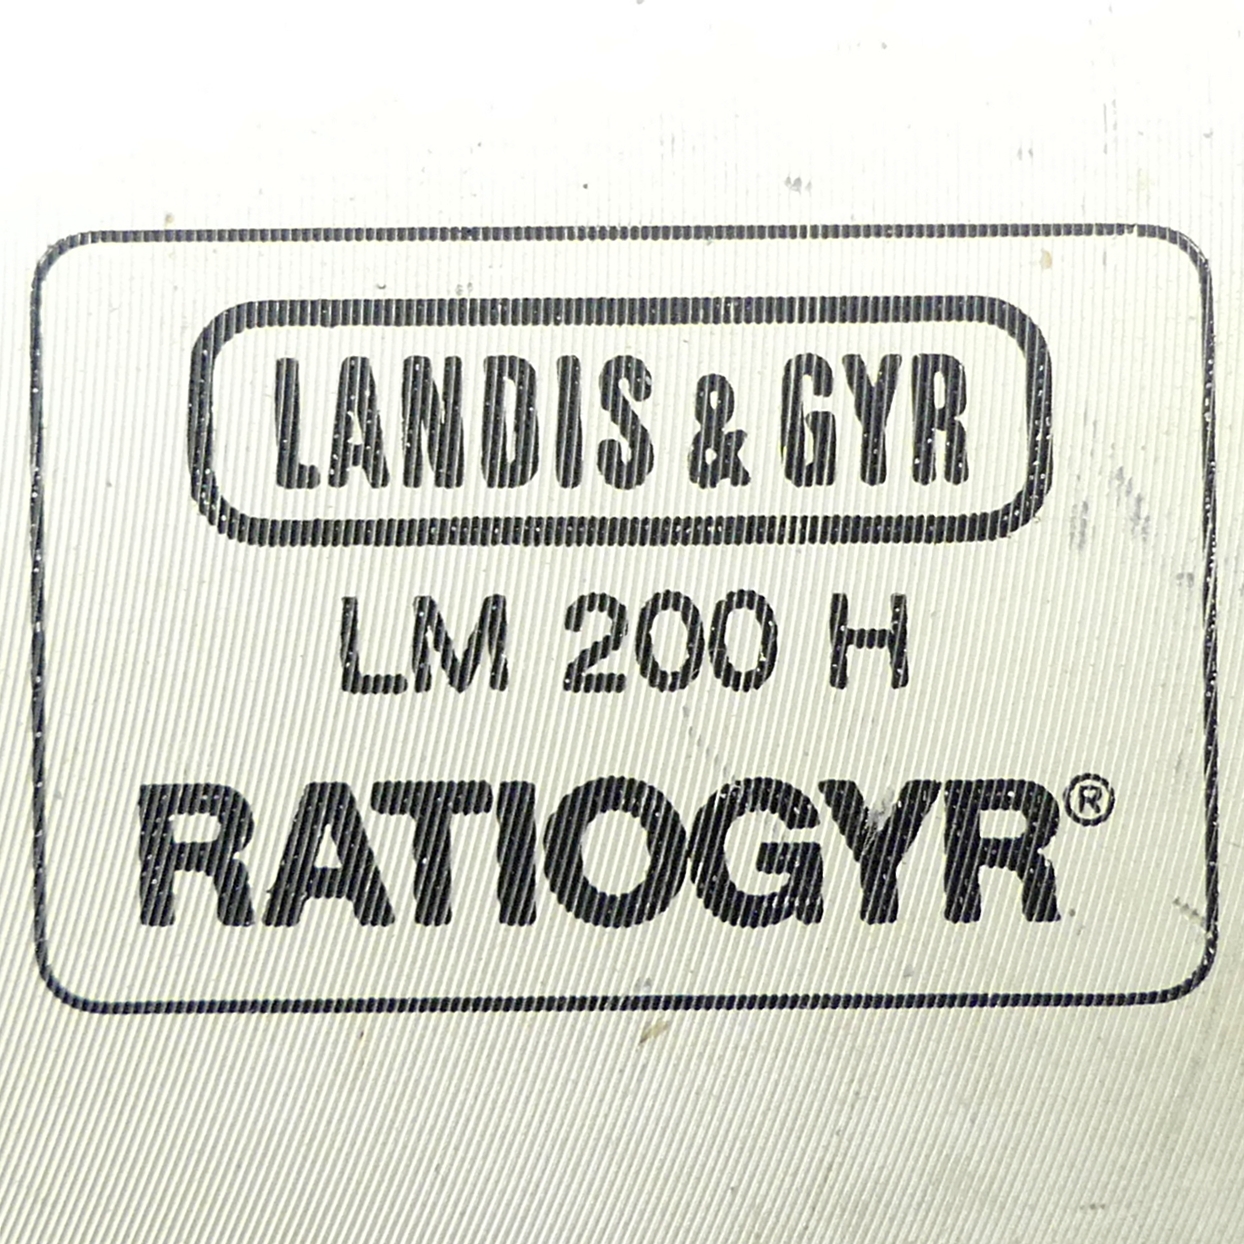 LANDIS & GYR
LM 200 H
RATIOGYR®